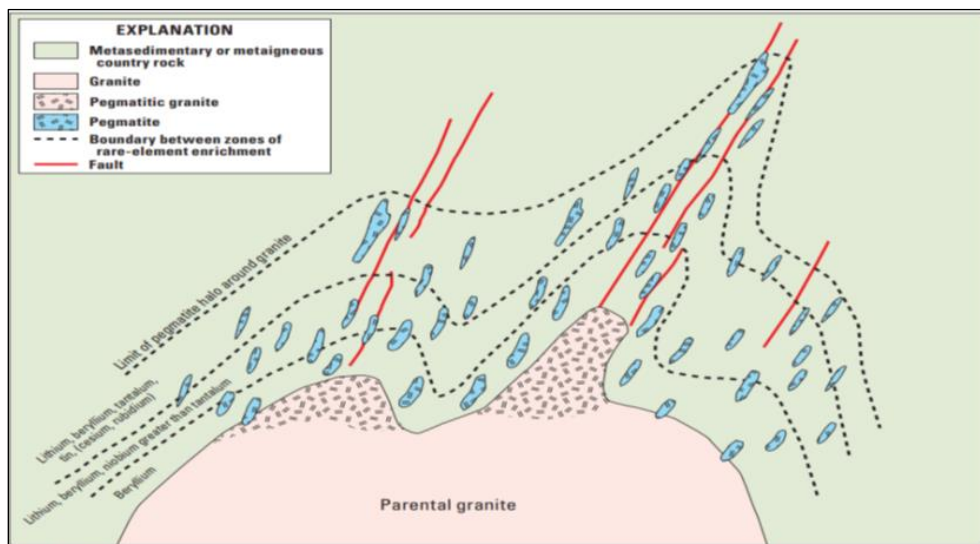 EXPLANATION
Metasedimentary or metaigneous
country rock
Granite
Pegmatitic granite
Pegmatite
Boundary between zones of
rare-element enrichment
Fault
Limit of pegmatite halo around granite
Lithium, beryllium, tantalum,
tin, (cesium, rubidium)
Lithium, beryllium, niobium greater than tantalum
Beryllium
Parental granite